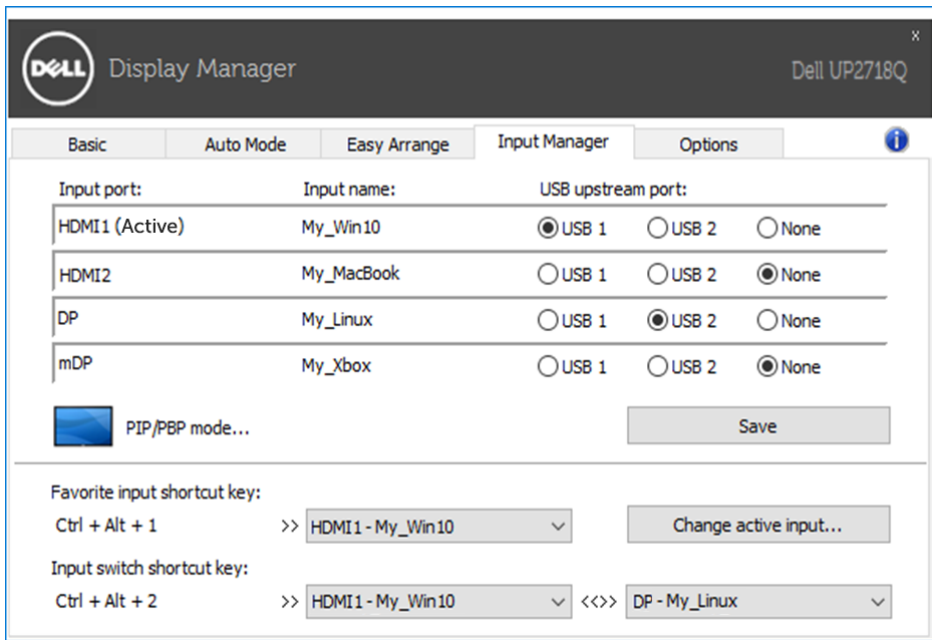 x
DELL Display Manager Dell UP2718Q
Basic Auto Mode Easy Arrange Input Manager Options i
Input port: Input name: USB upstream port:
HDMI1 (Active) My_Win10 USB 1 USB 2 None
HDMI2 My_MacBook USB 1 USB 2 None
DP My_Linux USB 1 USB 2 None
mDP My_Xbox USB 1 USB 2 None
PIP/PBP mode... Save
Favorite input shortcut key:
Ctrl + Alt + 1 >> HDMI1 - My_Win10 Change active input...
Input switch shortcut key:
Ctrl + Alt + 2 >> HDMI1 - My_Win10 <<>> DP - My_Linux